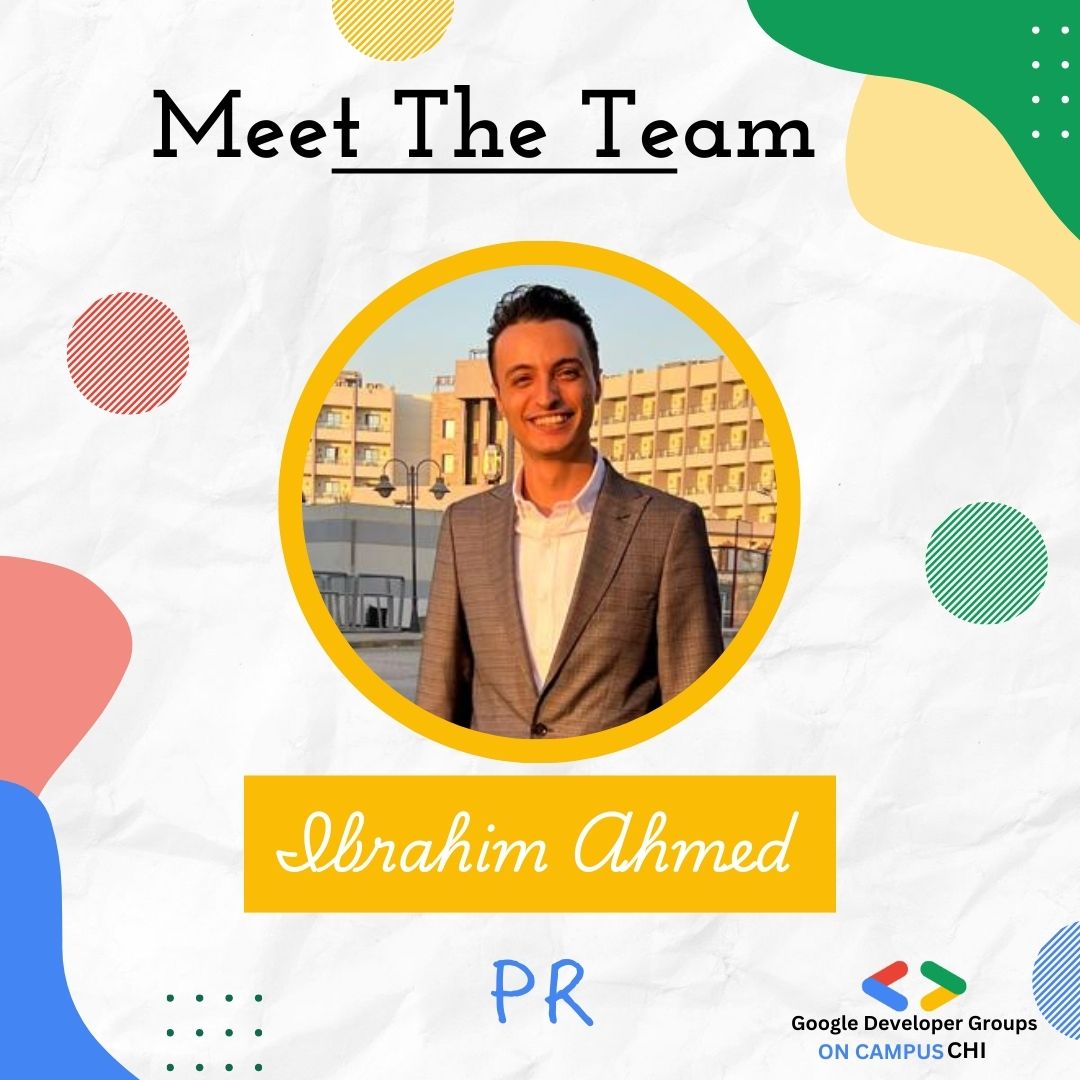 Meet The Team
Ibrahim Ahmed
PR
Google Developer Groups
ON CAMPUS CHI